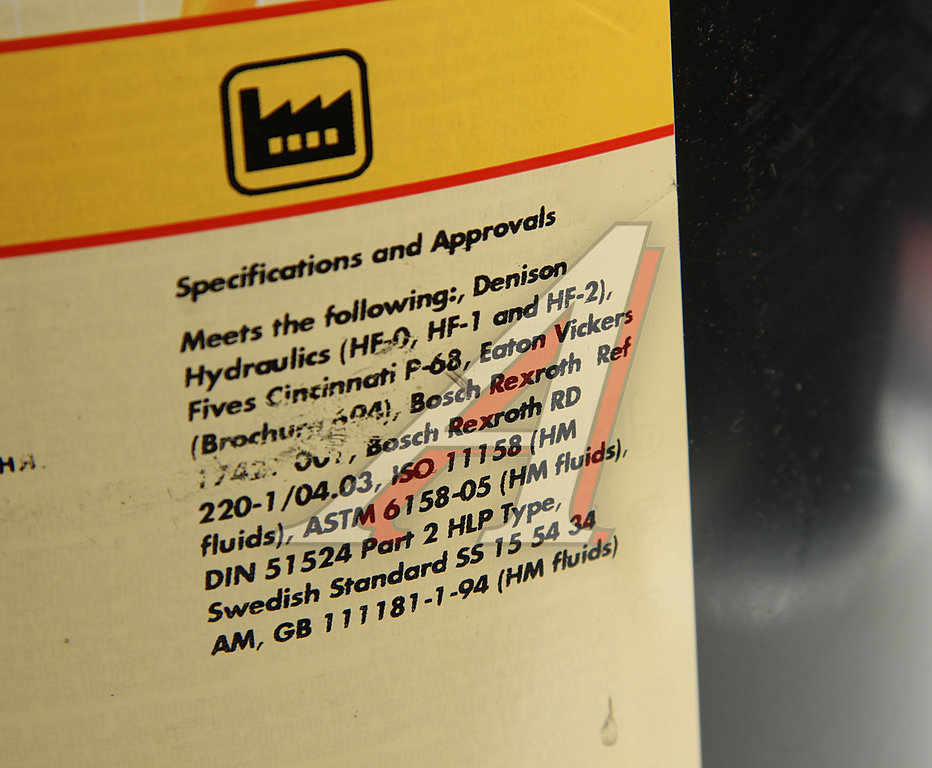 Specifications and Approvals
Meets the following:, Denison
Hydraulics (HF-0, HF-1 and HF-2),
Fives Cincinnati P-68, Eaton Vickers
(Brochure 694), Bosch Rexroth Ref
Bosch Rexroth RD
220-1/04.03, ISO 11158 (HM
fluids), ASTM 6158-05 (HM fluids),
DIN 51524 Part 2 HLP Type,
Swedish Standard SS 15 54 34
AM, GB 111181-1-94 (HM fluids)
ня.